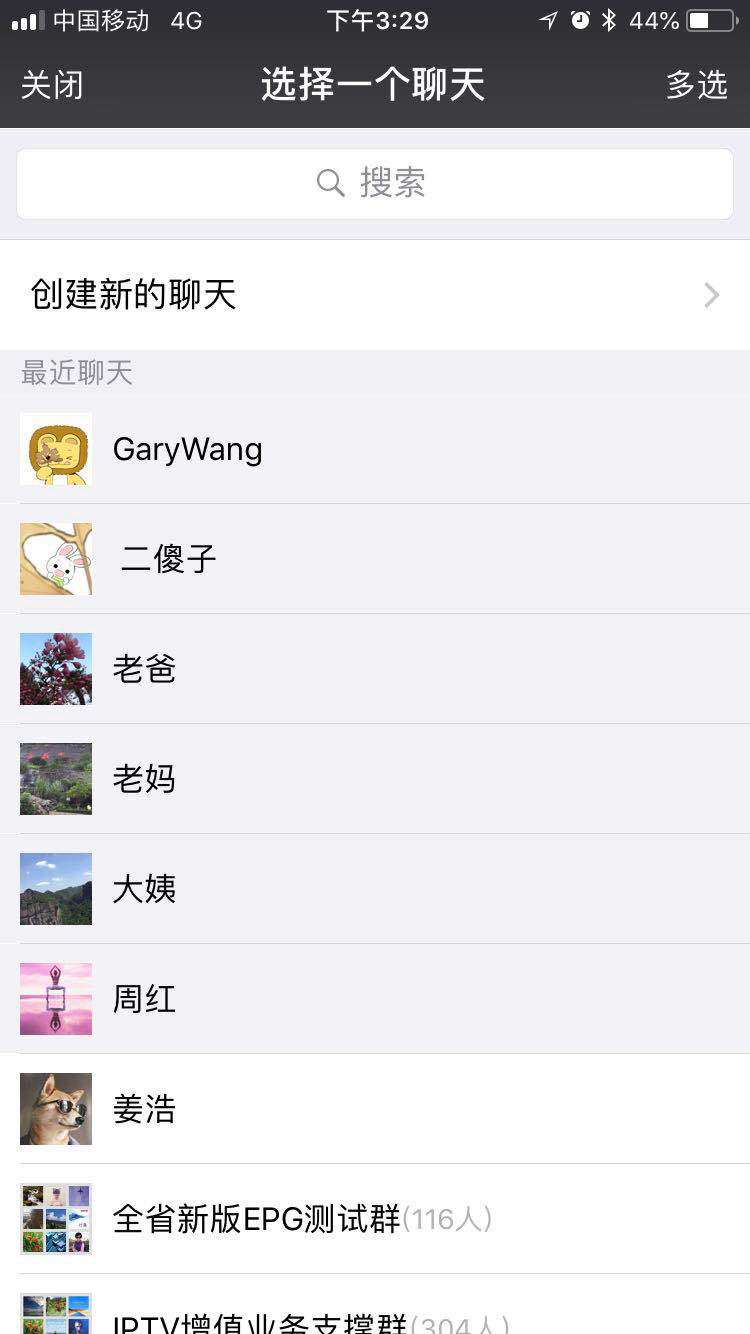 中国移动 4G 下午3:29 44%
关闭 选择一个聊天 多选
搜索
创建新的聊天
最近聊天
GaryWang
二傻子
老爸
老妈
大姨
周红
姜浩
全省新版EPG测试群(116人)
IPTV增值业务支撑群(304人)